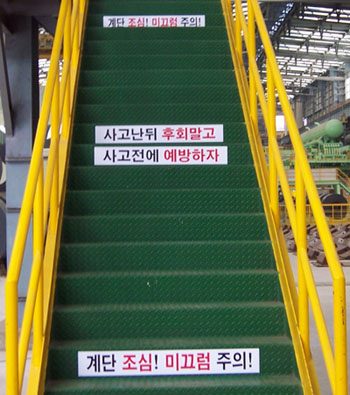 계단 조심! 미끄럼 주의!
사고난뒤 후회말고
사고전에 예방하자
계단 조심! 미끄럼 주의!